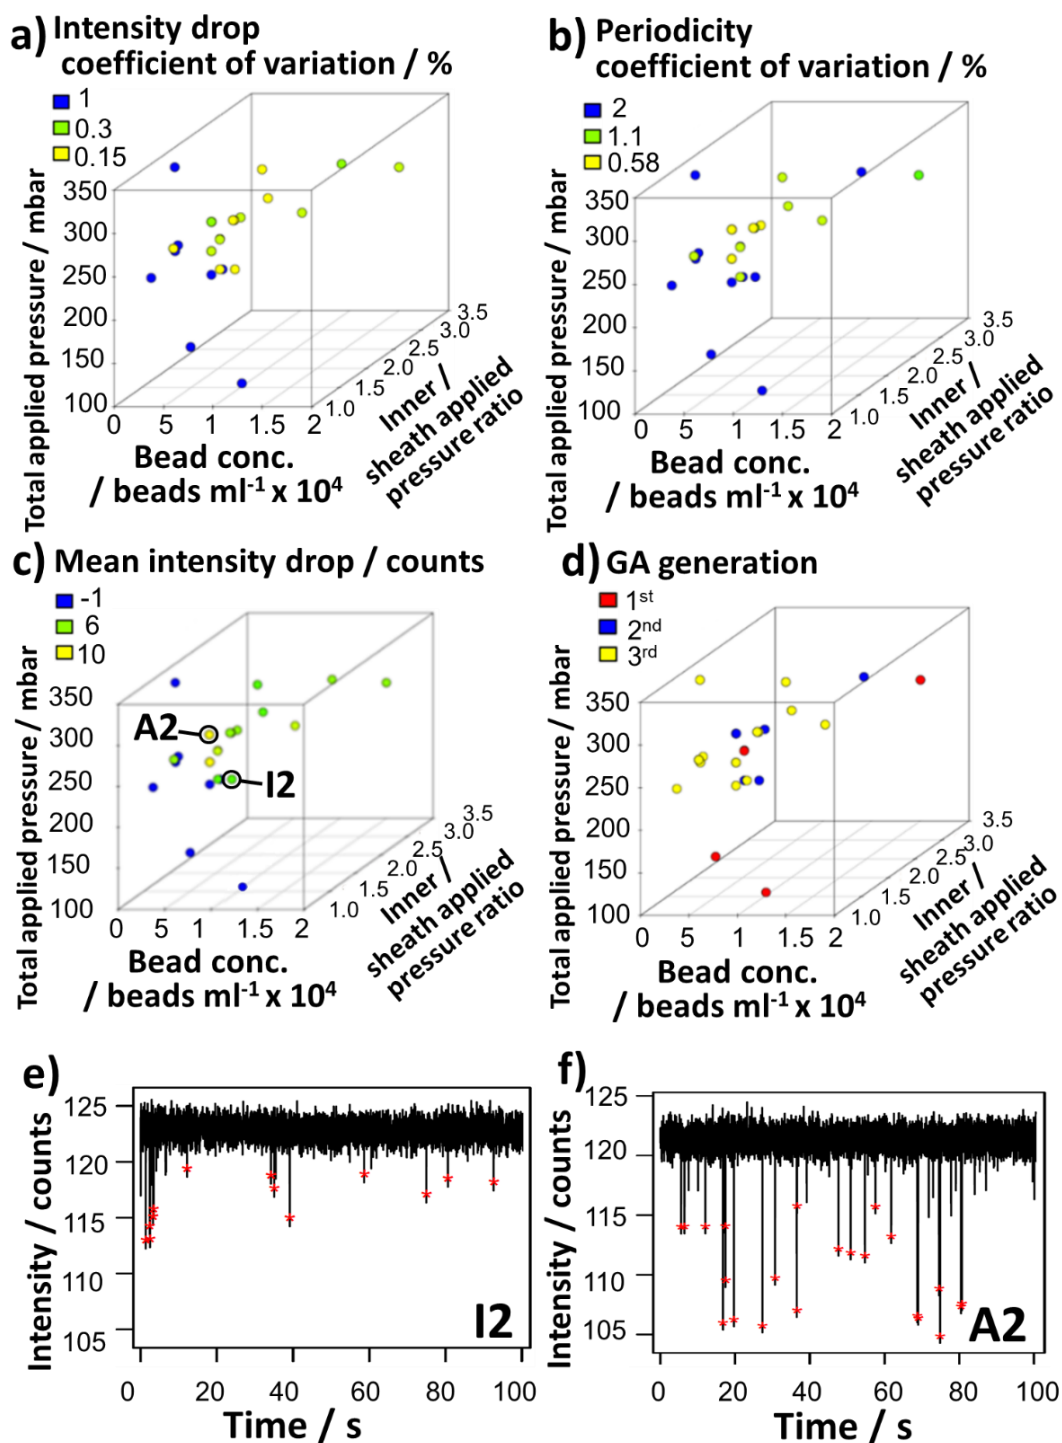 a) Intensity drop
coefficient of variation / %
1
0.3
0.15
Total applied pressure / mbar
350
300
250
200
150
100
0
5
1
1.5
2
Bead conc.
/ beads ml⁻¹ x 10⁴
1.0
1.5
2.0
2.5
3.0
3.5
Inner /
sheath applied
pressure ratio
b) Periodicity
coefficient of variation / %
2
1.1
0.58
Total applied pressure / mbar
350
300
250
200
150
100
0
5
1
1.5
2
Bead conc.
/ beads ml⁻¹ x 10⁴
1.0
1.5
2.0
2.5
3.0
3.5
Inner /
sheath applied
pressure ratio
c) Mean intensity drop / counts
-1
6
10
Total applied pressure / mbar
350
300
250
200
150
100
A2
I2
0
5
1
1.5
2
Bead conc.
/ beads ml⁻¹ x 10⁴
1.0
1.5
2.0
2.5
3.0
3.5
Inner /
sheath applied
pressure ratio
d) GA generation
1st
2nd
3rd
Total applied pressure / mbar
350
300
250
200
150
100
0
5
1
1.5
2
Bead conc.
/ beads ml⁻¹ x 10⁴
1.0
1.5
2.0
2.5
3.0
3.5
Inner /
sheath applied
pressure ratio
e)
Intensity / counts
125
120
115
110
105
I2
0 20 40 60 80 100
Time / s
f)
Intensity / counts
125
120
115
110
105
A2
0 20 40 60 80 100
Time / s